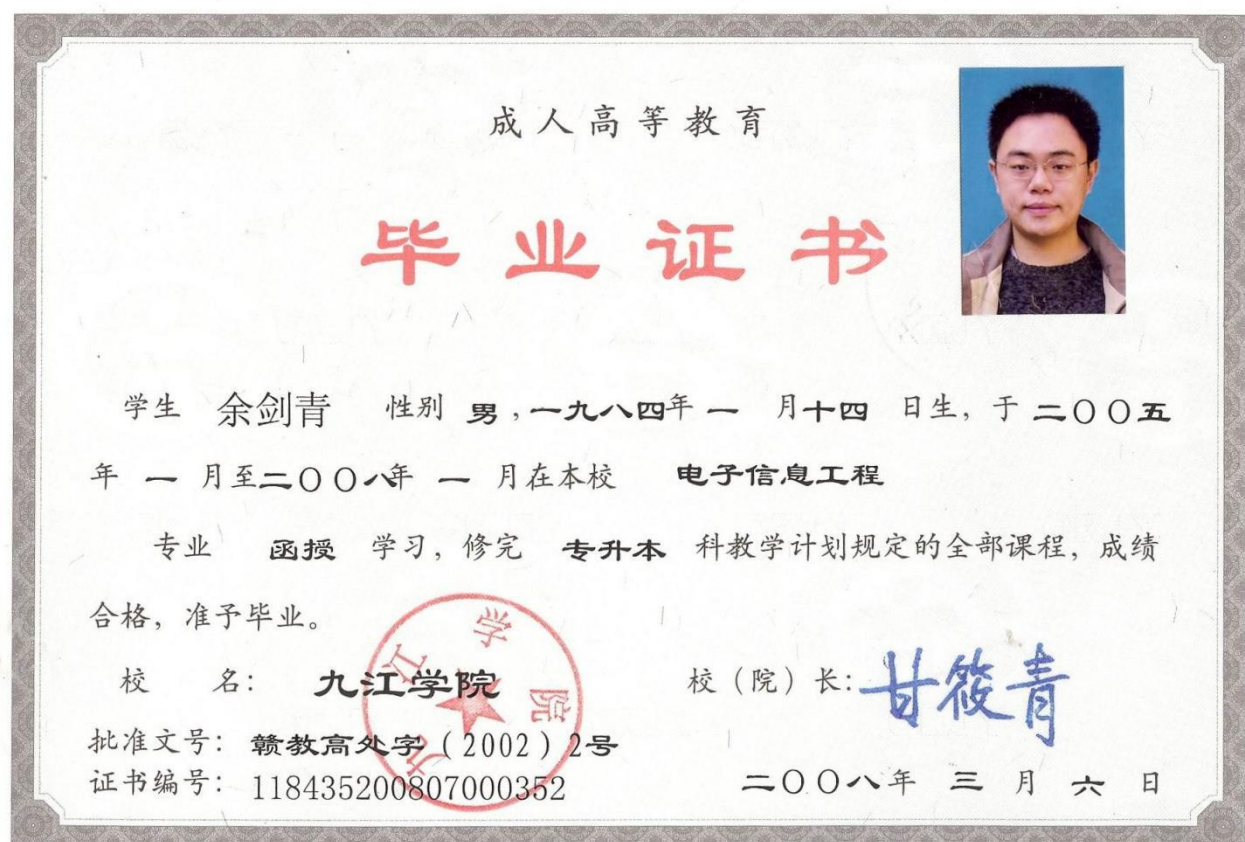 成人高等教育
毕业证书
学生 余剑青 性别 男,一九八四年 一 月十四 日生,于 二〇〇五
年 一 月至二〇〇八年 一 月在本校 电子信息工程
专业 函授 学习,修完 专升本 科教学计划规定的全部课程,成绩
合格,准予毕业。
九江学院
校 名: 九江学院 校(院)长:甘筱青
批准文号: 赣教高处字(2002)2号
证书编号: 118435200807000352 二〇〇八年 三 月 六 日